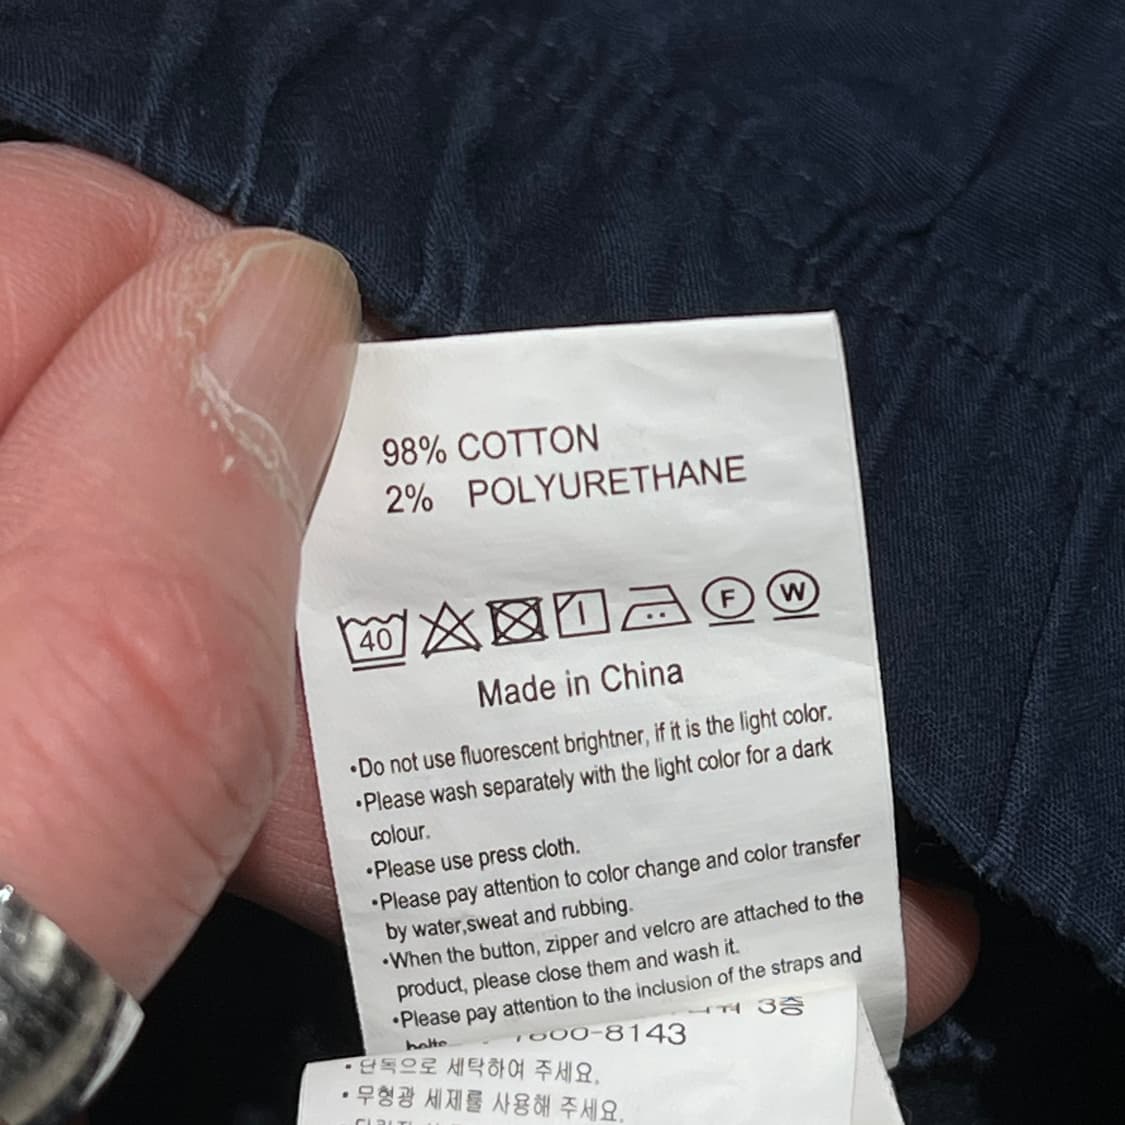 98% COTTON
2% POLYURETHANE
40
F W
Made in China
•Do not use fluorescent brightner, if it is the light color.
•Please wash separately with the light color for a dark
colour.
•Please use press cloth.
•Please pay attention to color change and color transfer
by water,sweat and rubbing.
•When the button, zipper and velcro are attached to the
product, please close them and wash it.
•Please pay attention to the inclusion of the straps and
3층
-8143
• 단독으로 세탁하여 주세요.
• 무형광 세제를 사용해 주세요.